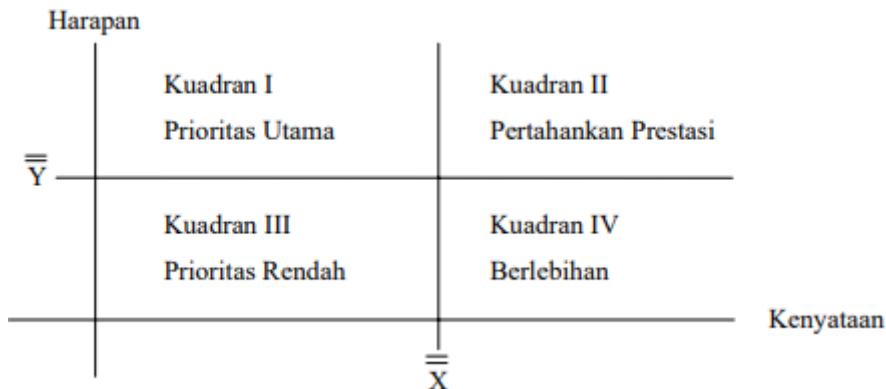 Harapan
Kuadran I
Prioritas Utama
Kuadran II
Pertahankan Prestasi
Y
Kuadran III
Prioritas Rendah
Kuadran IV
Berlebihan
Kenyataan
X